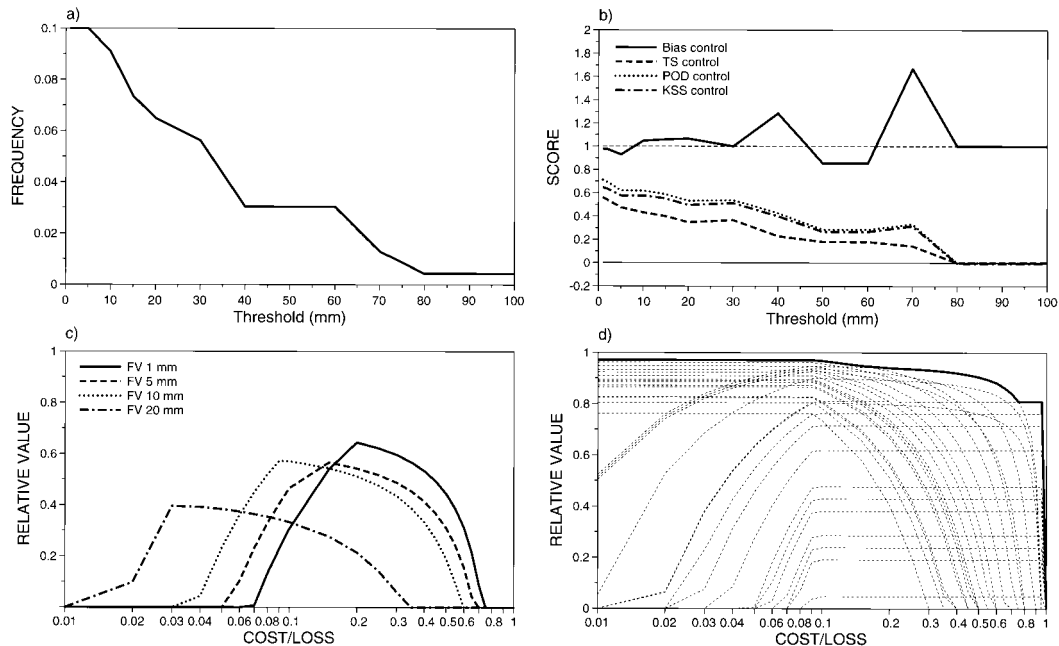 a)
0.1
0.08
0.06
0.04
0.02
0
FREQUENCY
0 10 20 30 40 50 60 70 80 90 100
Threshold (mm)
b)
2
1.8
1.6
1.4
1.2
1
0.8
0.6
0.4
0.2
0
-0.2
SCORE
Bias control
TS control
POD control
KSS control
0 10 20 30 40 50 60 70 80 90 100
Threshold (mm)
c)
1
0.8
0.6
0.4
0.2
RELATIVE VALUE
FV 1 mm
FV 5 mm
FV 10 mm
FV 20 mm
0.01 0.02 0.03 0.04 0.06 0.08 0.1 0.2 0.3 0.4 0.5 0.6 0.8 1
COST/LOSS
d)
1
0.8
0.6
0.4
0.2
RELATIVE VALUE
0.01 0.02 0.03 0.04 0.06 0.08 0.1 0.2 0.3 0.4 0.5 0.6 0.8 1
COST/LOSS